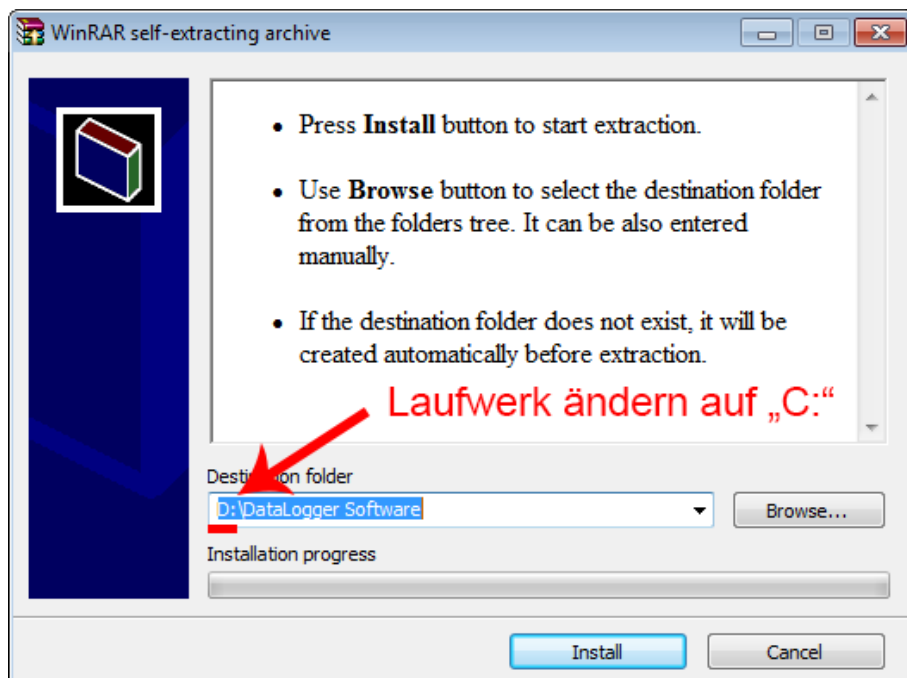 WinRAR self-extracting archive
• Press Install button to start extraction.
• Use Browse button to select the destination folder
from the folders tree. It can be also entered
manually.
• If the destination folder does not exist, it will be
created automatically before extraction.
Laufwerk ändern auf „C:“
Destination folder
D:\DataLogger Software
Browse...
Installation progress
Install
Cancel